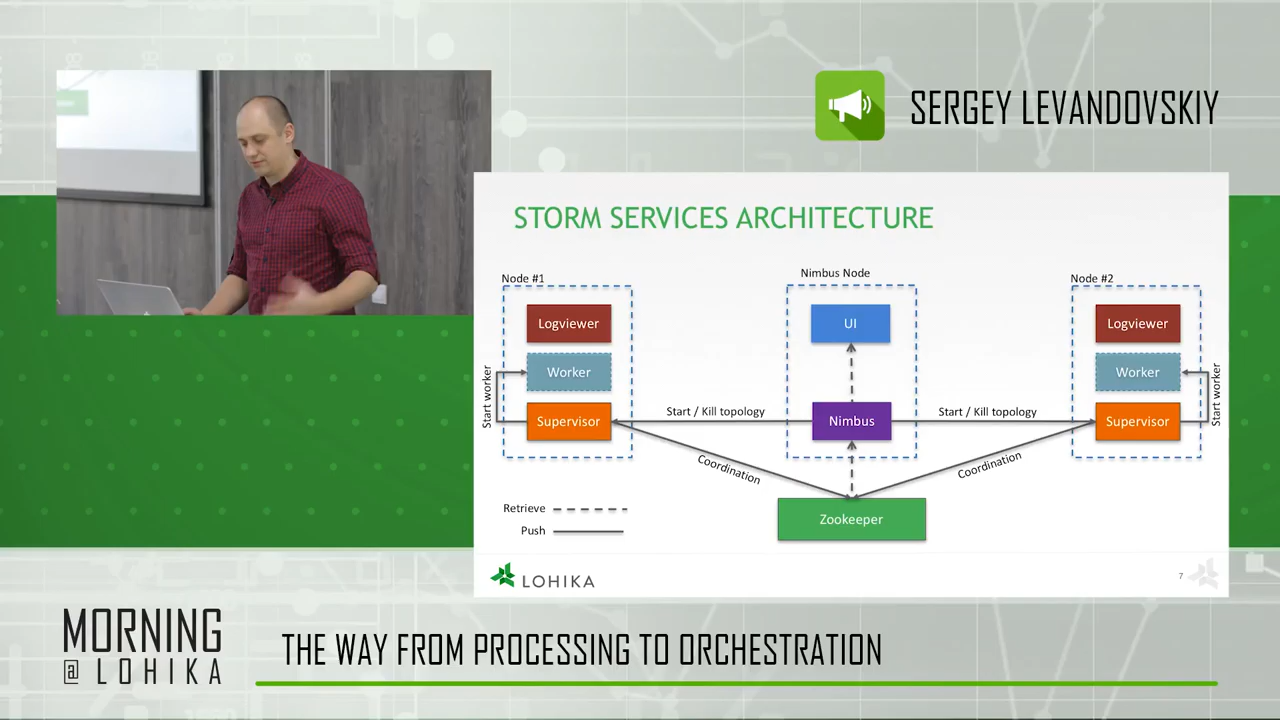 SERGEY LEVANDOVSKIY
STORM SERVICES ARCHITECTURE
Node #1
Nimbus Node
Node #2
Logviewer
UI
Logviewer
Worker
Worker
Start worker
Start worker
Supervisor
Start / Kill topology
Nimbus
Start / Kill topology
Supervisor
Coordination
Coordination
Retrieve
Zookeeper
Push
LOHIKA
7
MORNING
@ LOHIKA
THE WAY FROM PROCESSING TO ORCHESTRATION